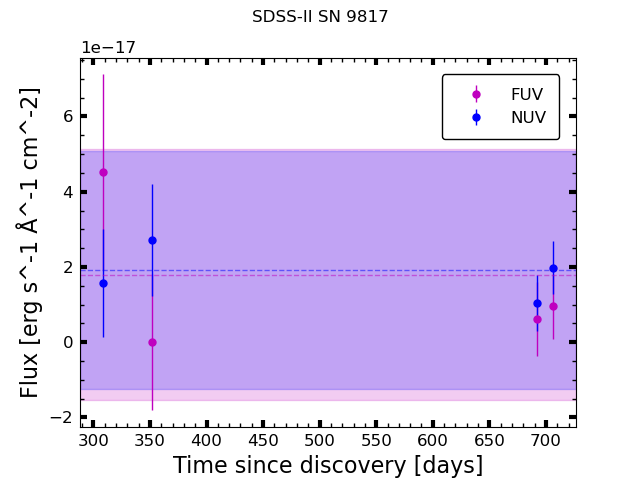 SDSS-II SN 9817
1e−17
FUV
NUV
6
4
2
0
−2
Flux [erg s^-1 Å^-1 cm^-2]
300 350 400 450 500 550 600 650 700
Time since discovery [days]